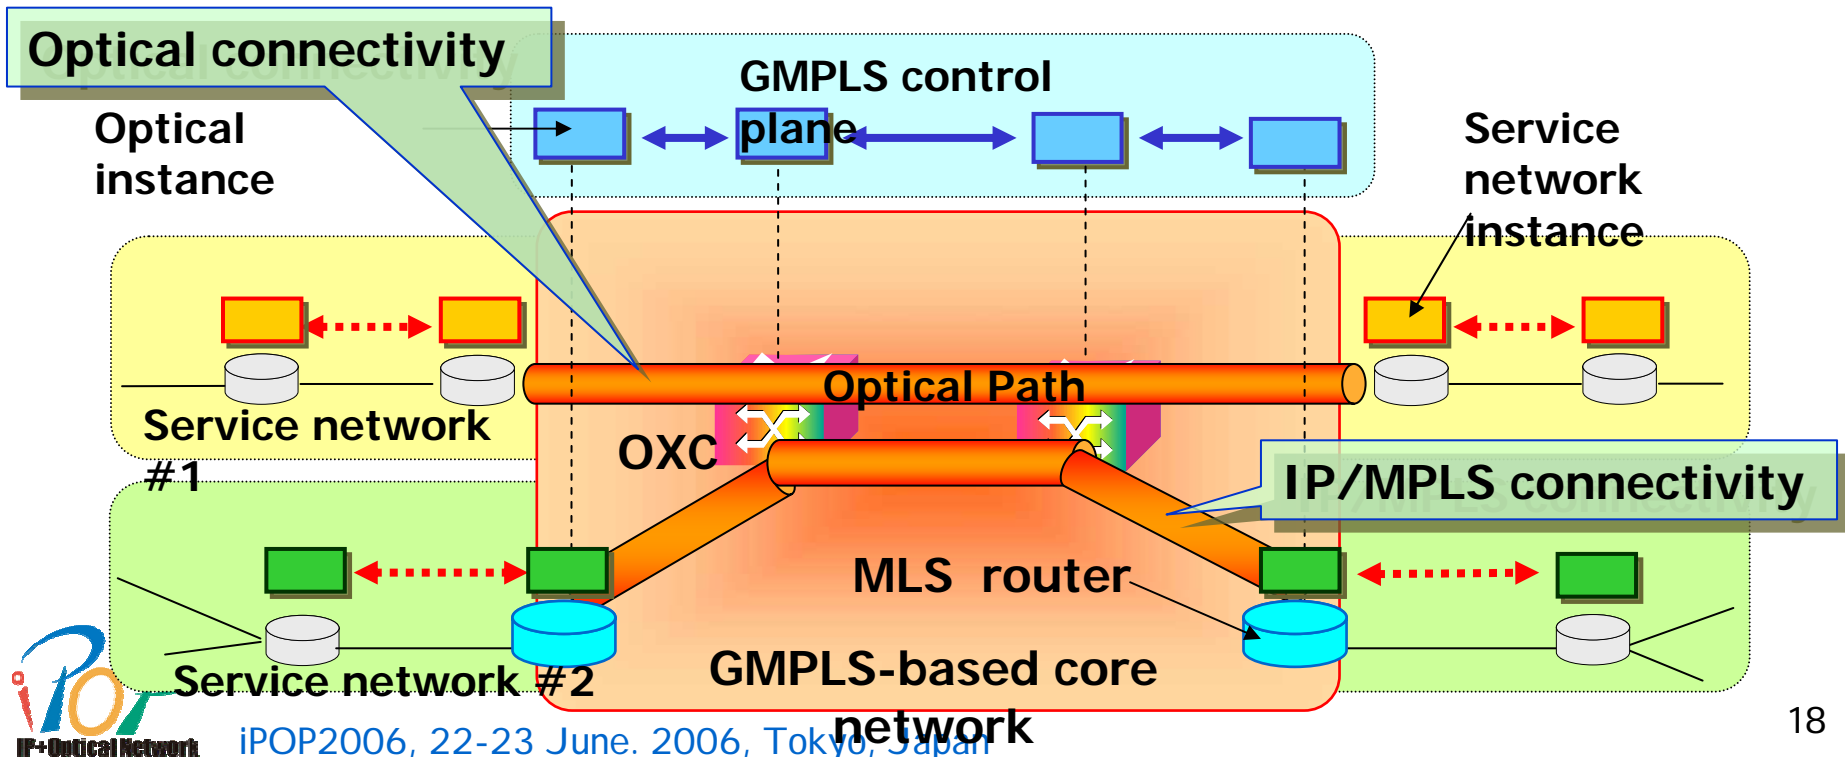 Optical connectivity
GMPLS control
plane
Optical
instance
Service
network
instance
Optical Path
Service network
#1
OXC
IP/MPLS connectivity
MLS router
Service network #2
GMPLS-based core
network
IP+Optical Network
iPOP2006, 22-23 June. 2006, Tokyo, Japan
18